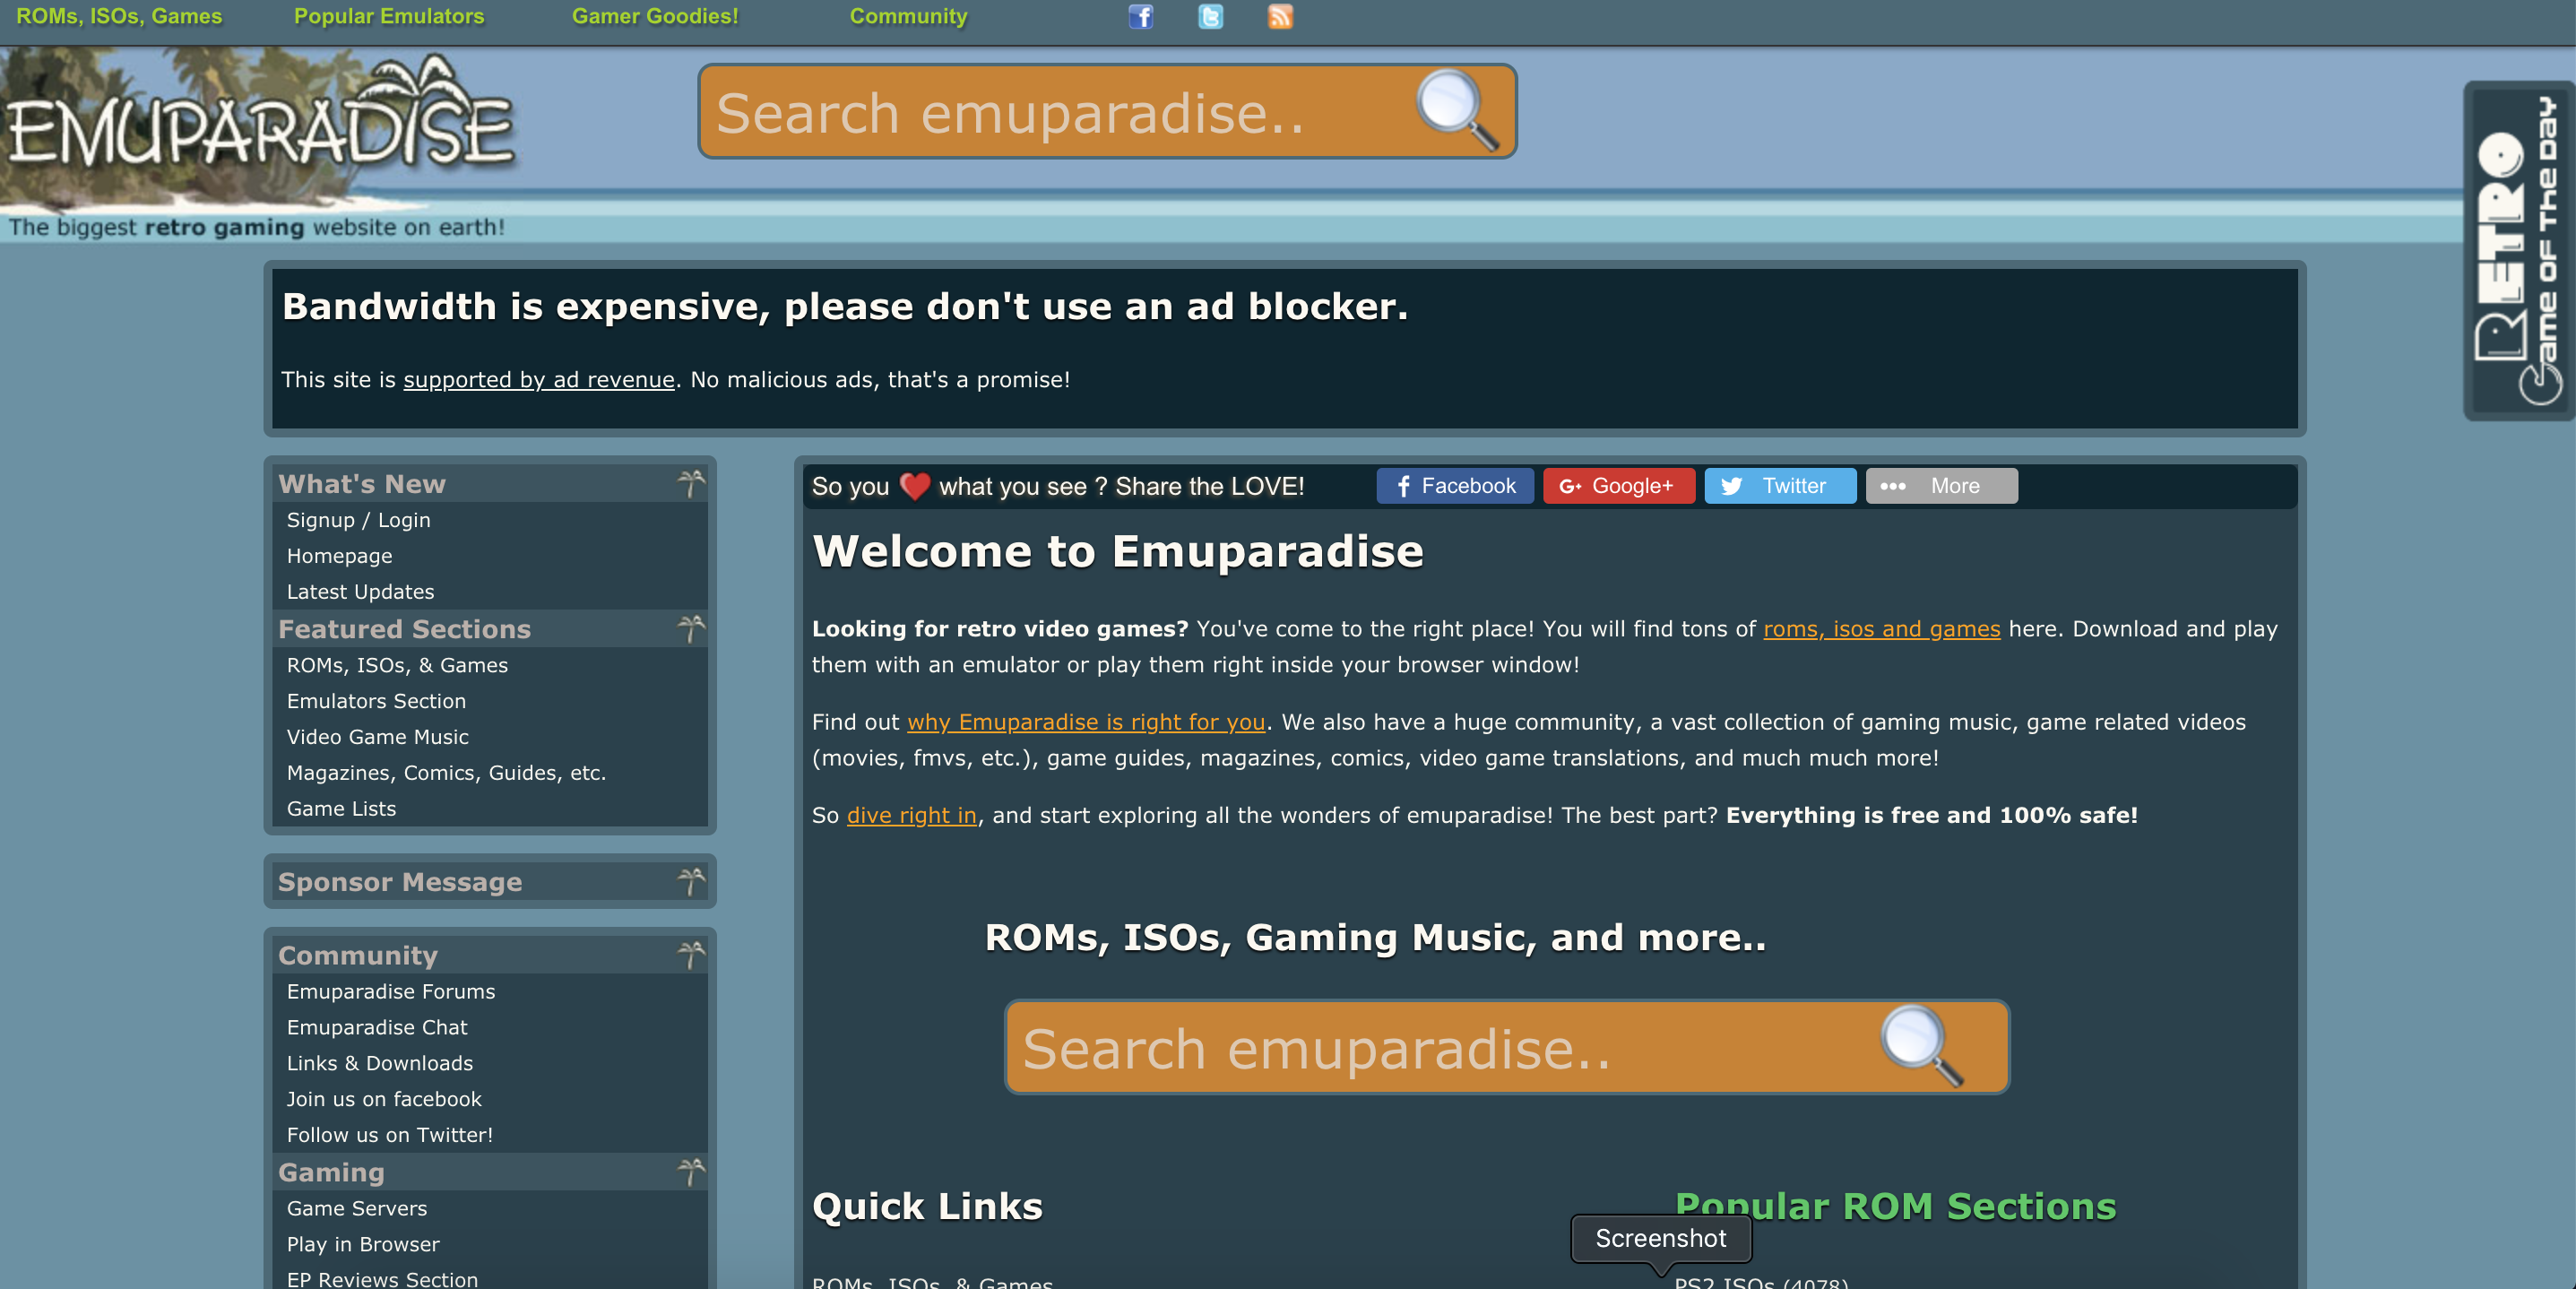 ROMs, ISOs, Games
Popular Emulators
Gamer Goodies!
Community
EMUPARADISE
Search emuparadise..
The biggest retro gaming website on earth!
RETRO
Game OF The DAY
Bandwidth is expensive, please don't use an ad blocker.
This site is supported by ad revenue. No malicious ads, that's a promise!
What's New
Signup / Login
Homepage
Latest Updates
Featured Sections
ROMs, ISOs, & Games
Emulators Section
Video Game Music
Magazines, Comics, Guides, etc.
Game Lists
Sponsor Message
Community
Emuparadise Forums
Emuparadise Chat
Links & Downloads
Join us on facebook
Follow us on Twitter!
Gaming
Game Servers
Play in Browser
EP Reviews Section
So you ❤ what you see ? Share the LOVE!
Facebook
Google+
Twitter
More
Welcome to Emuparadise
Looking for retro video games? You've come to the right place! You will find tons of roms, isos and games here. Download and play
them with an emulator or play them right inside your browser window!
Find out why Emuparadise is right for you. We also have a huge community, a vast collection of gaming music, game related videos
(movies, fmvs, etc.), game guides, magazines, comics, video game translations, and much much more!
So dive right in, and start exploring all the wonders of emuparadise! The best part? Everything is free and 100% safe!
ROMs, ISOs, Gaming Music, and more..
Search emuparadise..
Quick Links
ROMs, ISOs, & Games
Popular ROM Sections
Screenshot
PS2 ISOs (4078)